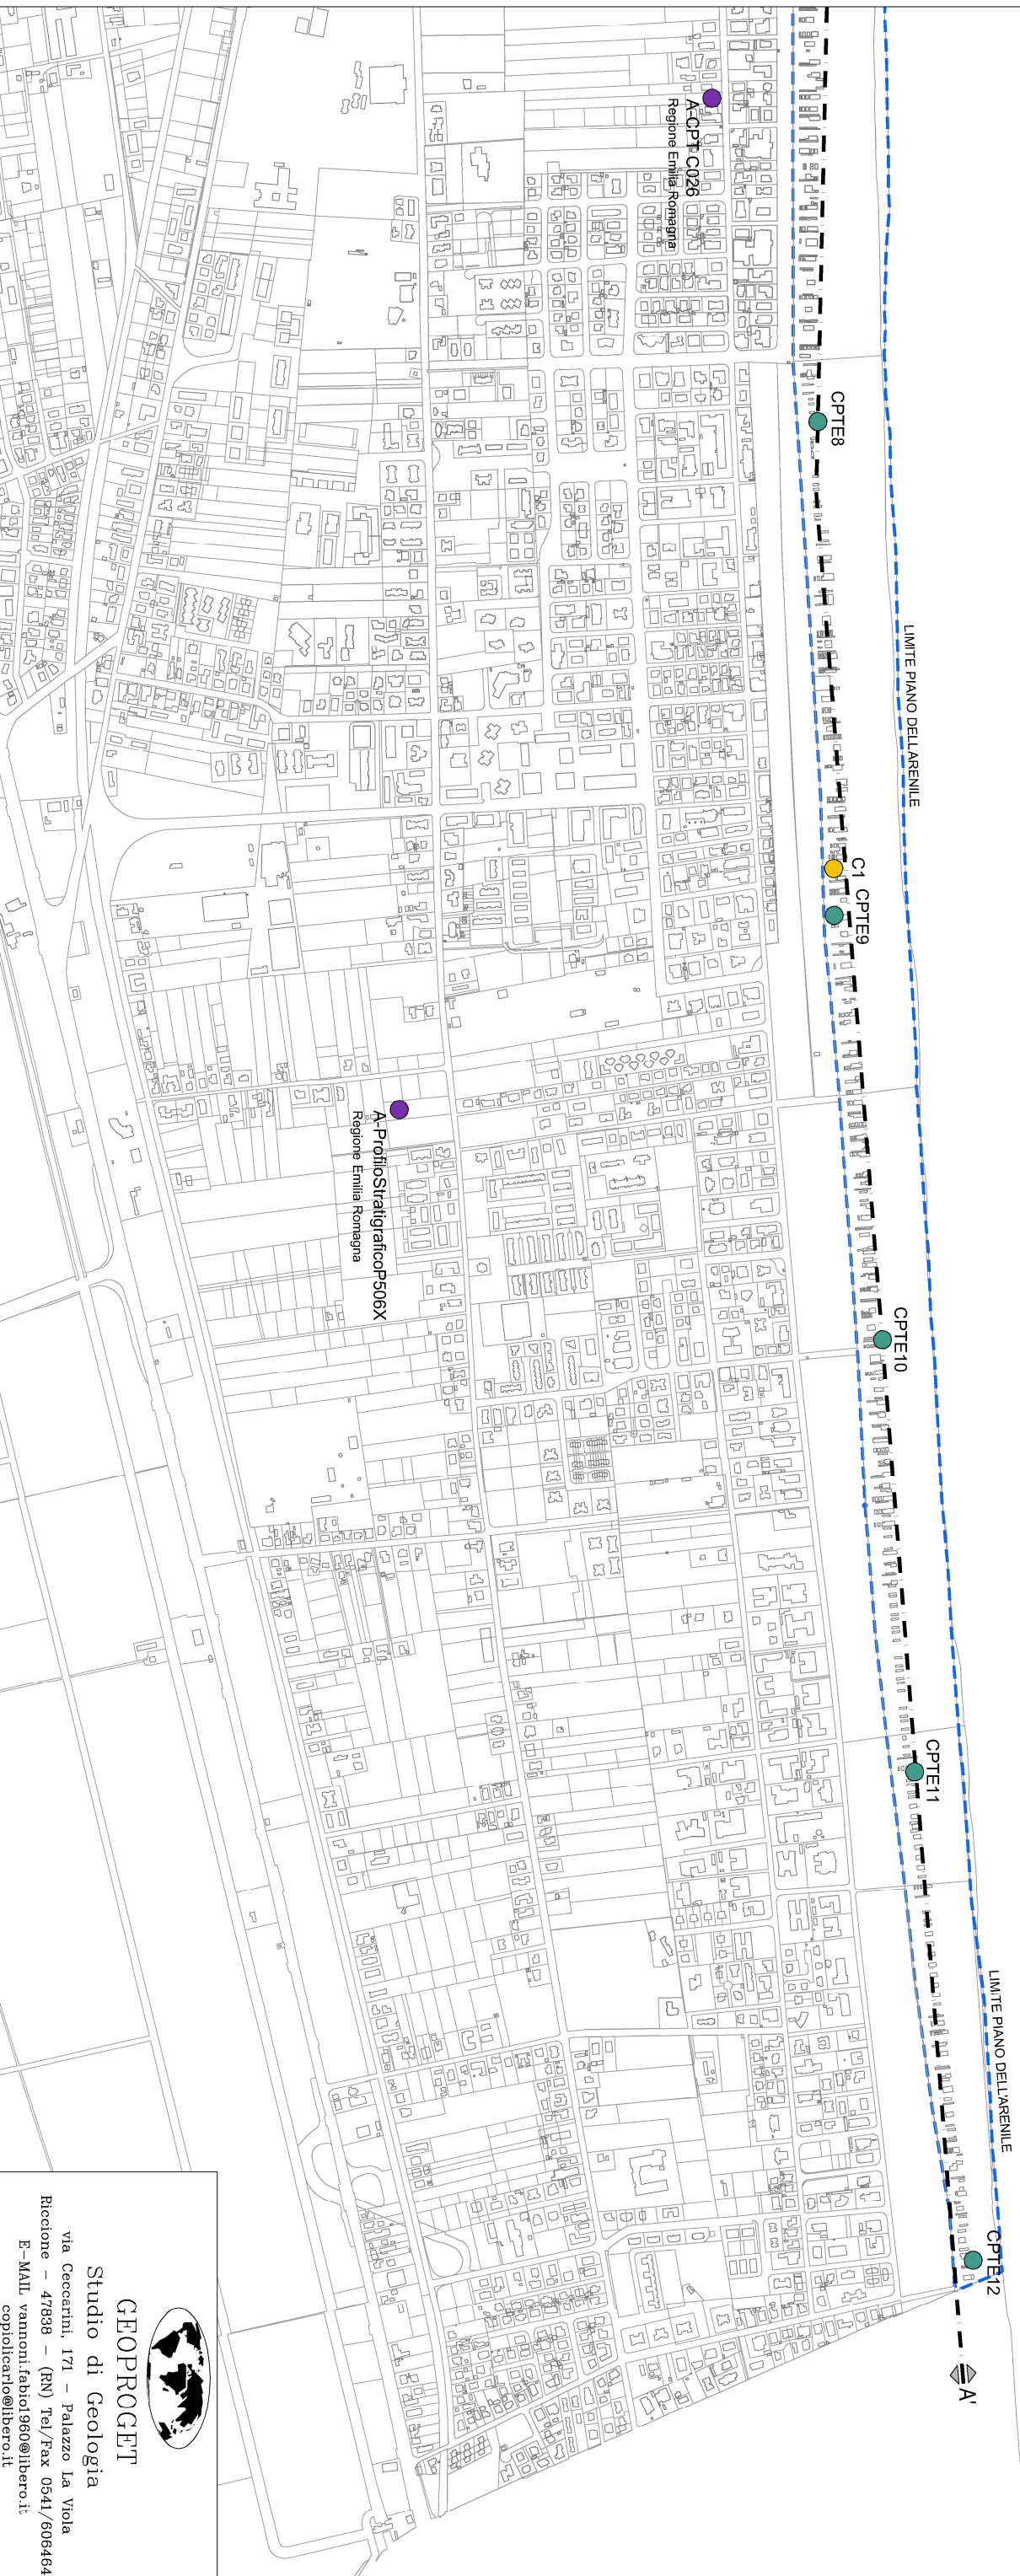 A-CPT C026
Regione Emilia Romagna
CPTE8
LIMITE PIANO DELL'ARENILE
C1
CPTE9
A-ProfiloStratigraficoP506X
Regione Emilia Romagna
CPTE10
CPTE11
LIMITE PIANO DELL'ARENILE
CPTE12
A'
GEOPROGET
Studio di Geologia
via Ceccarini, 171 - Palazzo La Viola
Riccione - 47838 - (RN) Tel/Fax 0541/606464
E-MAIL vannoni.fabio1960@libero.it
copiolicarlo@libero.it